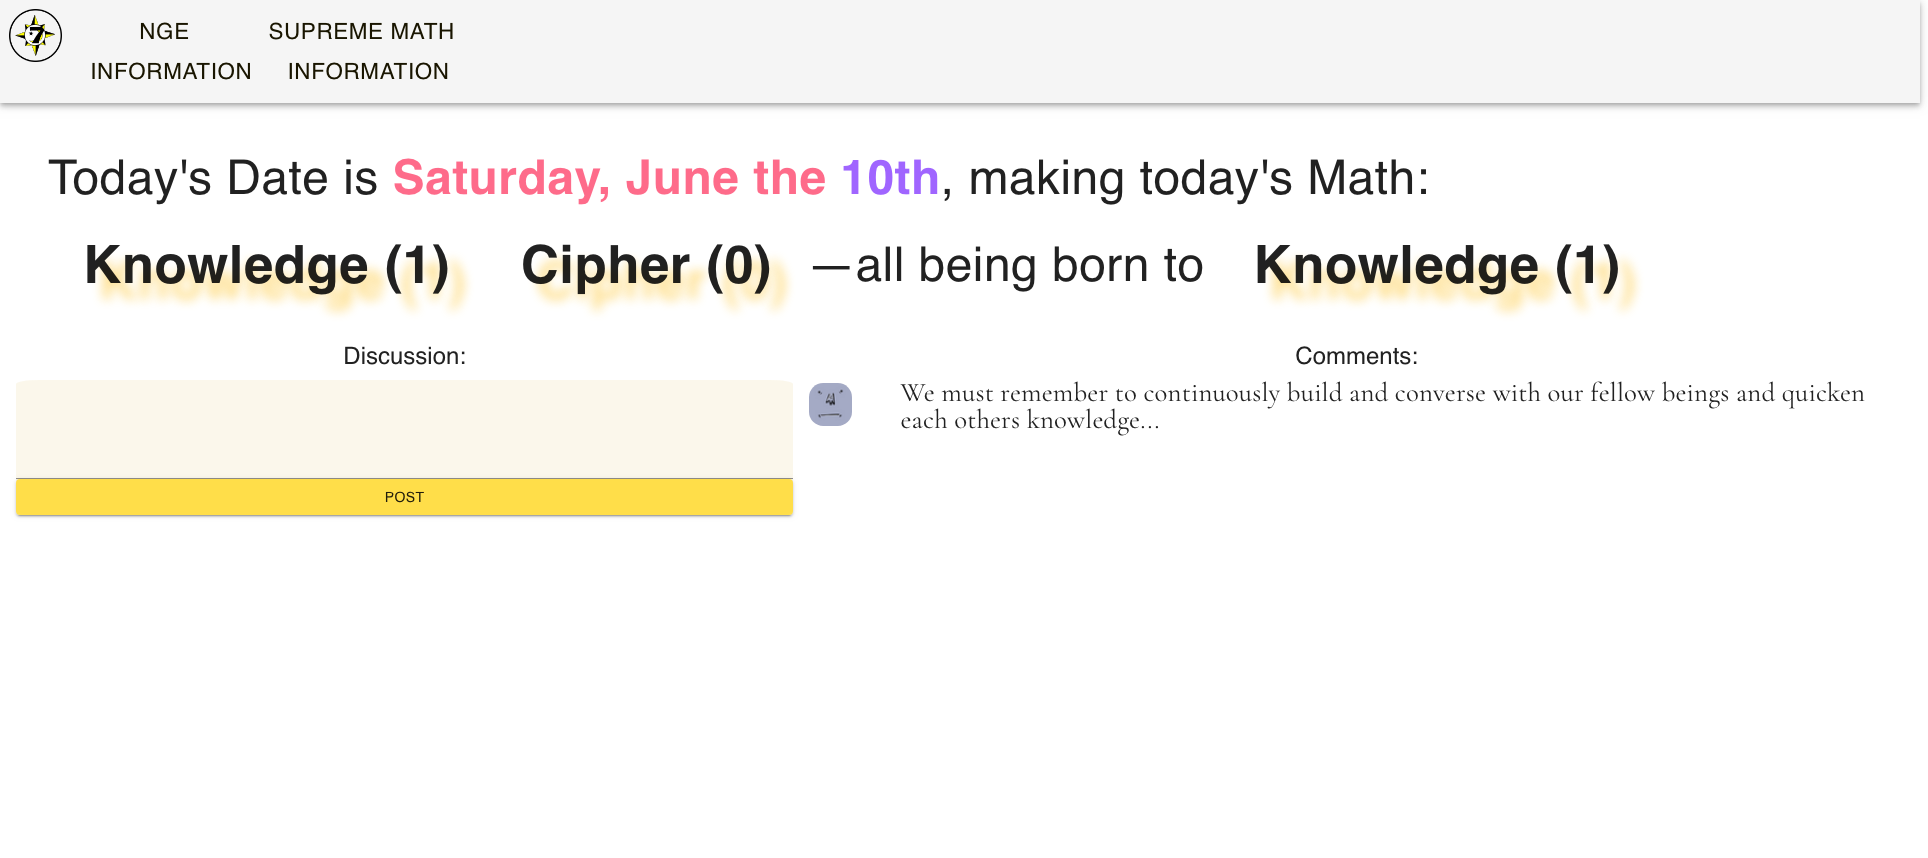 7
NGE INFORMATION
SUPREME MATH INFORMATION
Today's Date is Saturday, June the 10th, making today's Math:
Knowledge (1) Cipher (0) —all being born to Knowledge (1)
Discussion:
POST
Comments:
We must remember to continuously build and converse with our fellow beings and quicken
each others knowledge...